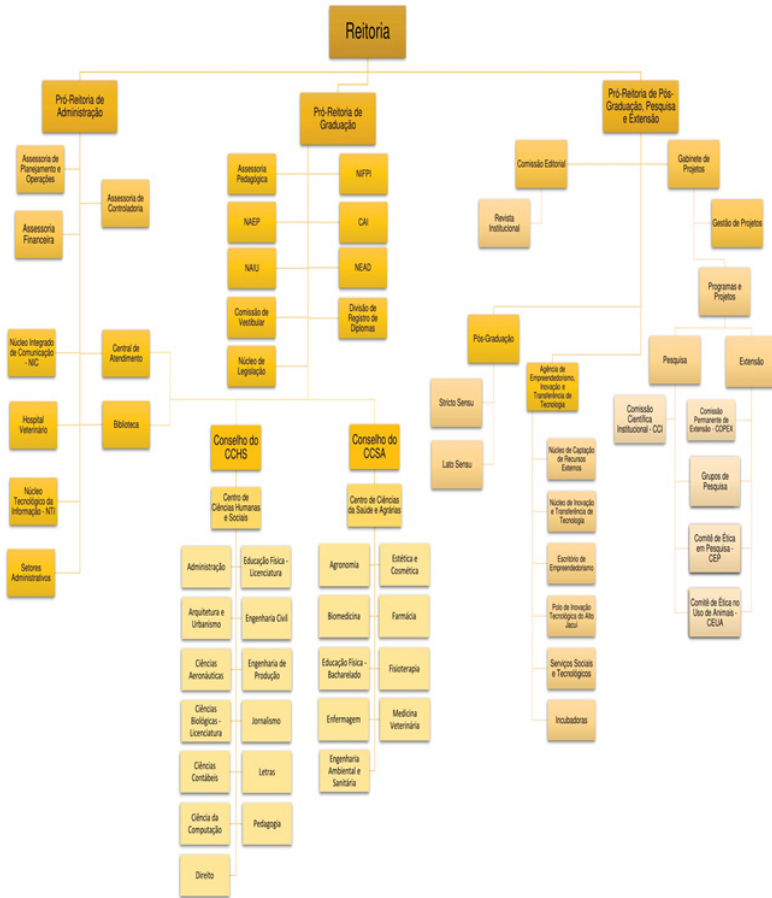 Reitoria
Pró-Reitoria de
Administração
Pró-Reitoria de
Graduação
Pró-Reitoria de Pós-
Graduação, Pesquisa
e Extensão
Assessoria de
Planejamento e
Operações
Assessoria de
Controladoria
Assessoria
Financeira
Núcleo Integrado
de Comunicação - NIC
Central de
Atendimento
Hospital
Veterinário
Biblioteca
Núcleo
Tecnológico da
Informação - NTI
Setores
Administrativos
Assessoria
Pedagógica
NIFPI
NAEP
CAI
NAIU
NEAD
Comissão de
Vestibular
Divisão de
Registro de
Diplomas
Núcleo de
Legislação
Conselho do
CCHS
Conselho do
CCSA
Centro de
Ciências Humanas
e Sociais
Centro de Ciências
da Saúde e Agrárias
Administração
Educação Física -
Licenciatura
Arquitetura e
Urbanismo
Engenharia Civil
Ciências
Aeronáuticas
Engenharia de
Produção
Ciências
Biológicas -
Licenciatura
Jornalismo
Ciências
Contábeis
Letras
Ciência da
Computação
Pedagogia
Direito
Agronomia
Estética e
Cosmética
Biomedicina
Farmácia
Educação Física -
Bacharelado
Fisioterapia
Enfermagem
Medicina
Veterinária
Engenharia
Ambiental e
Sanitária
Comissão Editorial
Gabinete de
Projetos
Revista
Institucional
Gestão de Projetos
Programas e
Projetos
Pós-Graduação
Stricto Sensu
Lato Sensu
Agência de
Empreendedorismo,
Inovação e
Transferência de
Tecnologia
Núcleo de Captação
de Recursos
Externos
Núcleo de Inovação
e Transferência de
Tecnologia
Escritório de
Empreendedorismo
Polo de Inovação
Tecnológica do Alto
Jacuí
Serviços Sociais
e Tecnológicos
Incubadoras
Pesquisa
Extensão
Comissão
Científica
Institucional - CCI
Comissão
Permanente de
Extensão - COPEX
Grupos de
Pesquisa
Comitê de Ética
em Pesquisa -
CEP
Comitê de Ética no
Uso de Animais -
CEUA